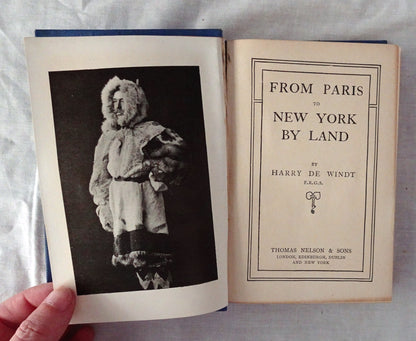 FROM PARIS
TO
NEW YORK
BY LAND
BY
HARRY DE WINDT
F.R.G.S.
THOMAS NELSON & SONS
LONDON, EDINBURGH, DUBLIN
AND NEW YORK